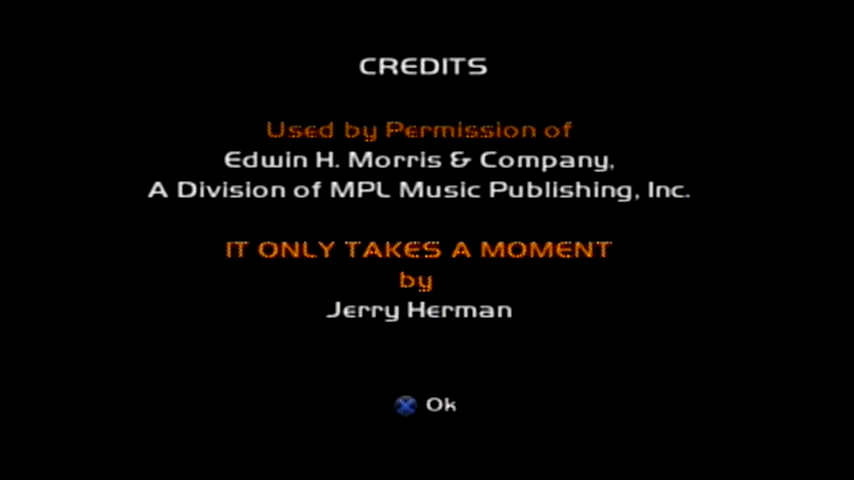 CREDITS
Used by Permission of
Edwin H. Morris & Company,
A Division of MPL Music Publishing, Inc.
IT ONLY TAKES A MOMENT
by
Jerry Herman
Ok